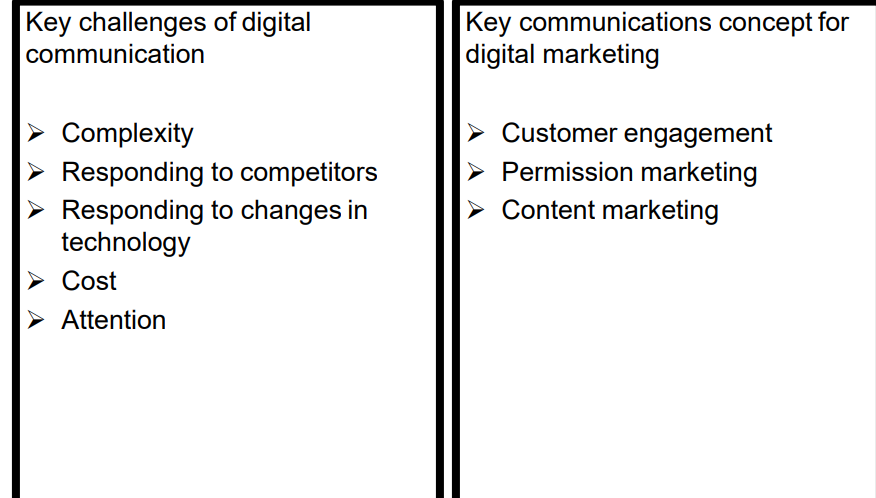 Key challenges of digital
communication
➢ Complexity
➢ Responding to competitors
➢ Responding to changes in
technology
➢ Cost
➢ Attention
Key communications concept for
digital marketing
➢ Customer engagement
➢ Permission marketing
➢ Content marketing